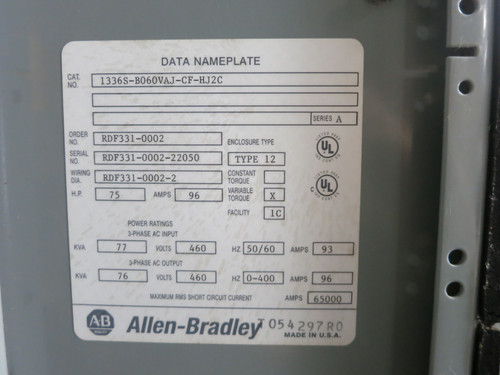 DATA NAMEPLATE
CAT. NO. 1336S-B060VAJ-CF-HJ2C
SERIES A
ORDER NO. RDF331-0002 ENCLOSURE TYPE
SERIAL NO. RDF331-0002-22050 TYPE 12
WIRING DIA. RDF331-0002-2 CONSTANT TORQUE
H.P. 75 AMPS 96 VARIABLE TORQUE X
FACILITY 1C
UL
C UL
POWER RATINGS
3-PHASE AC INPUT
KVA 77 VOLTS 460 HZ 50/60 AMPS 93
3-PHASE AC OUTPUT
KVA 76 VOLTS 460 HZ 0-400 AMPS 96
MAXIMUM RMS SHORT CIRCUIT CURRENT AMPS 65000
AB Allen-Bradley T054297R0
MADE IN U.S.A.